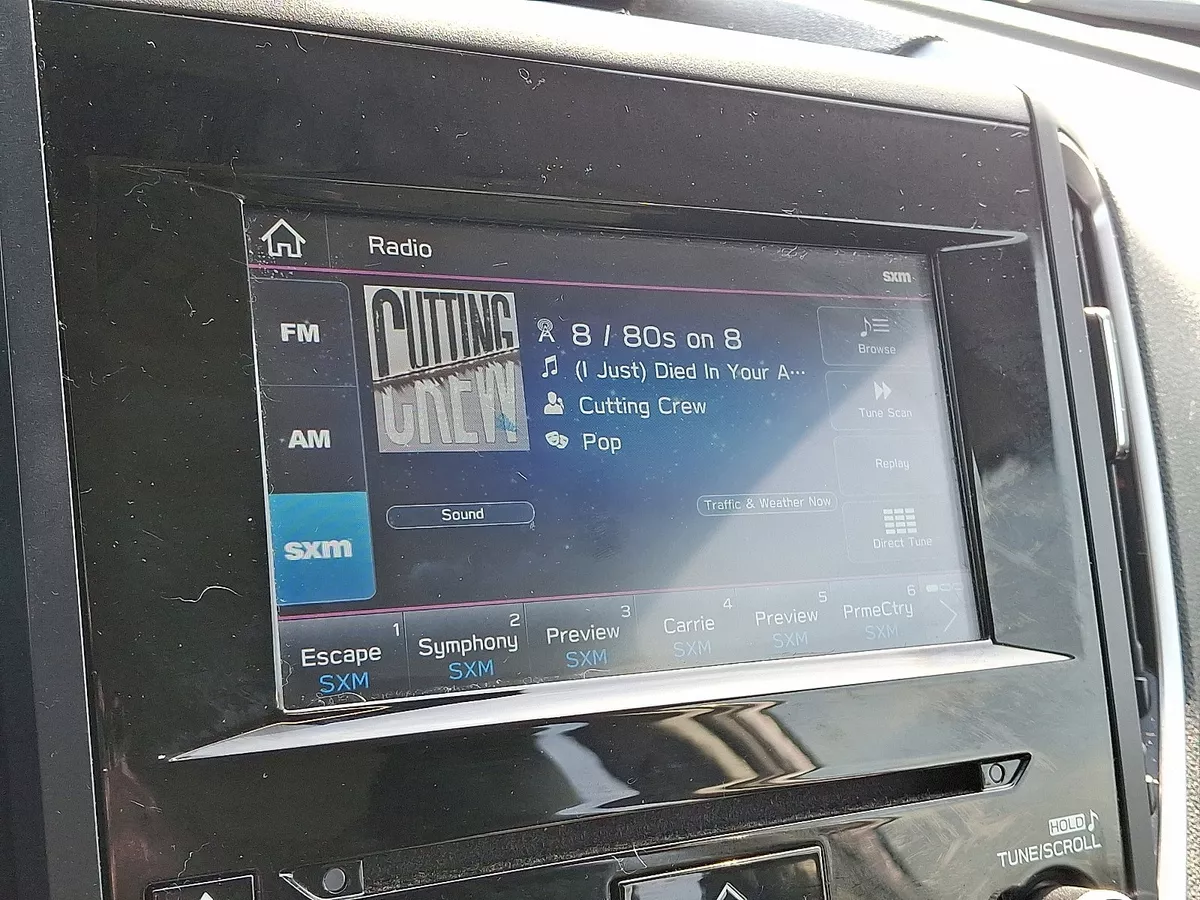 Radio
sxm
FM
AM
sxm
CUTTING
CREW
8 / 80s on 8
(I Just) Died In Your A...
Cutting Crew
Pop
Browse
Tune Scan
Replay
Direct Tune
Sound
Traffic & Weather Now
1
Escape
SXM
2
Symphony
SXM
3
Preview
SXM
4
Carrie
SXM
5
Preview
SXM
6
PrmeCtry
SXM
HOLD
TUNE/SCROLL